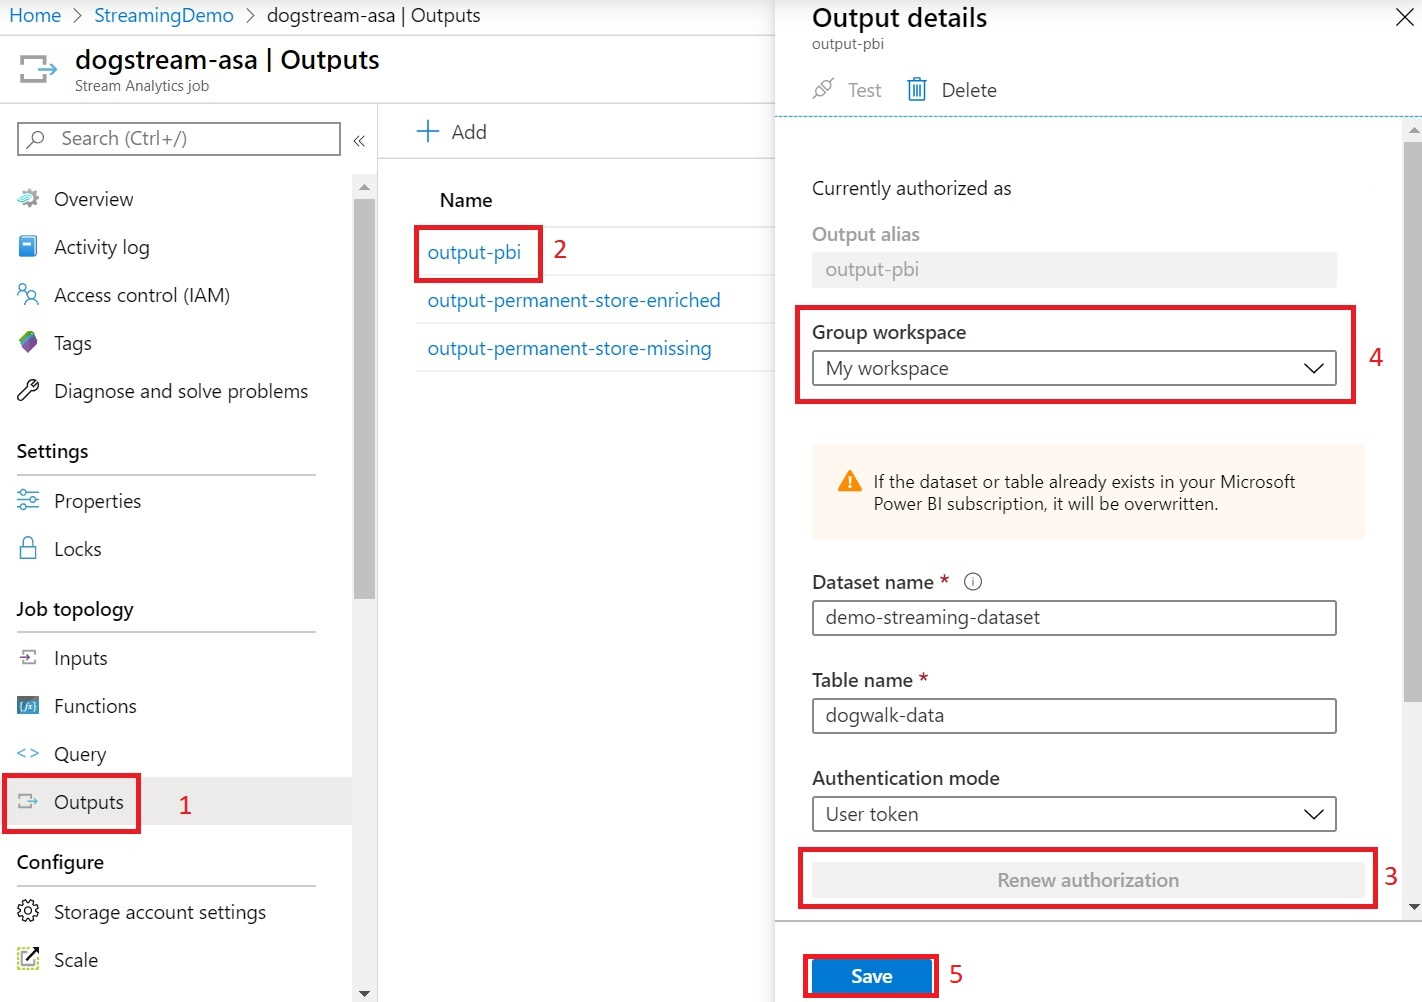 Home > StreamingDemo > dogstream-asa | Outputs
dogstream-asa | Outputs
Stream Analytics job
Search (Ctrl+/)
«
Overview
Activity log
Access control (IAM)
Tags
Diagnose and solve problems
Settings
Properties
Locks
Job topology
Inputs
Functions
Query
Outputs
1
Configure
Storage account settings
Scale
Add
Name
output-pbi
2
output-permanent-store-enriched
output-permanent-store-missing
Output details
output-pbi
Test
Delete
Currently authorized as
Output alias
output-pbi
Group workspace
My workspace
4
If the dataset or table already exists in your Microsoft
Power BI subscription, it will be overwritten.
Dataset name *
demo-streaming-dataset
Table name *
dogwalk-data
Authentication mode
User token
Renew authorization
3
Save
5